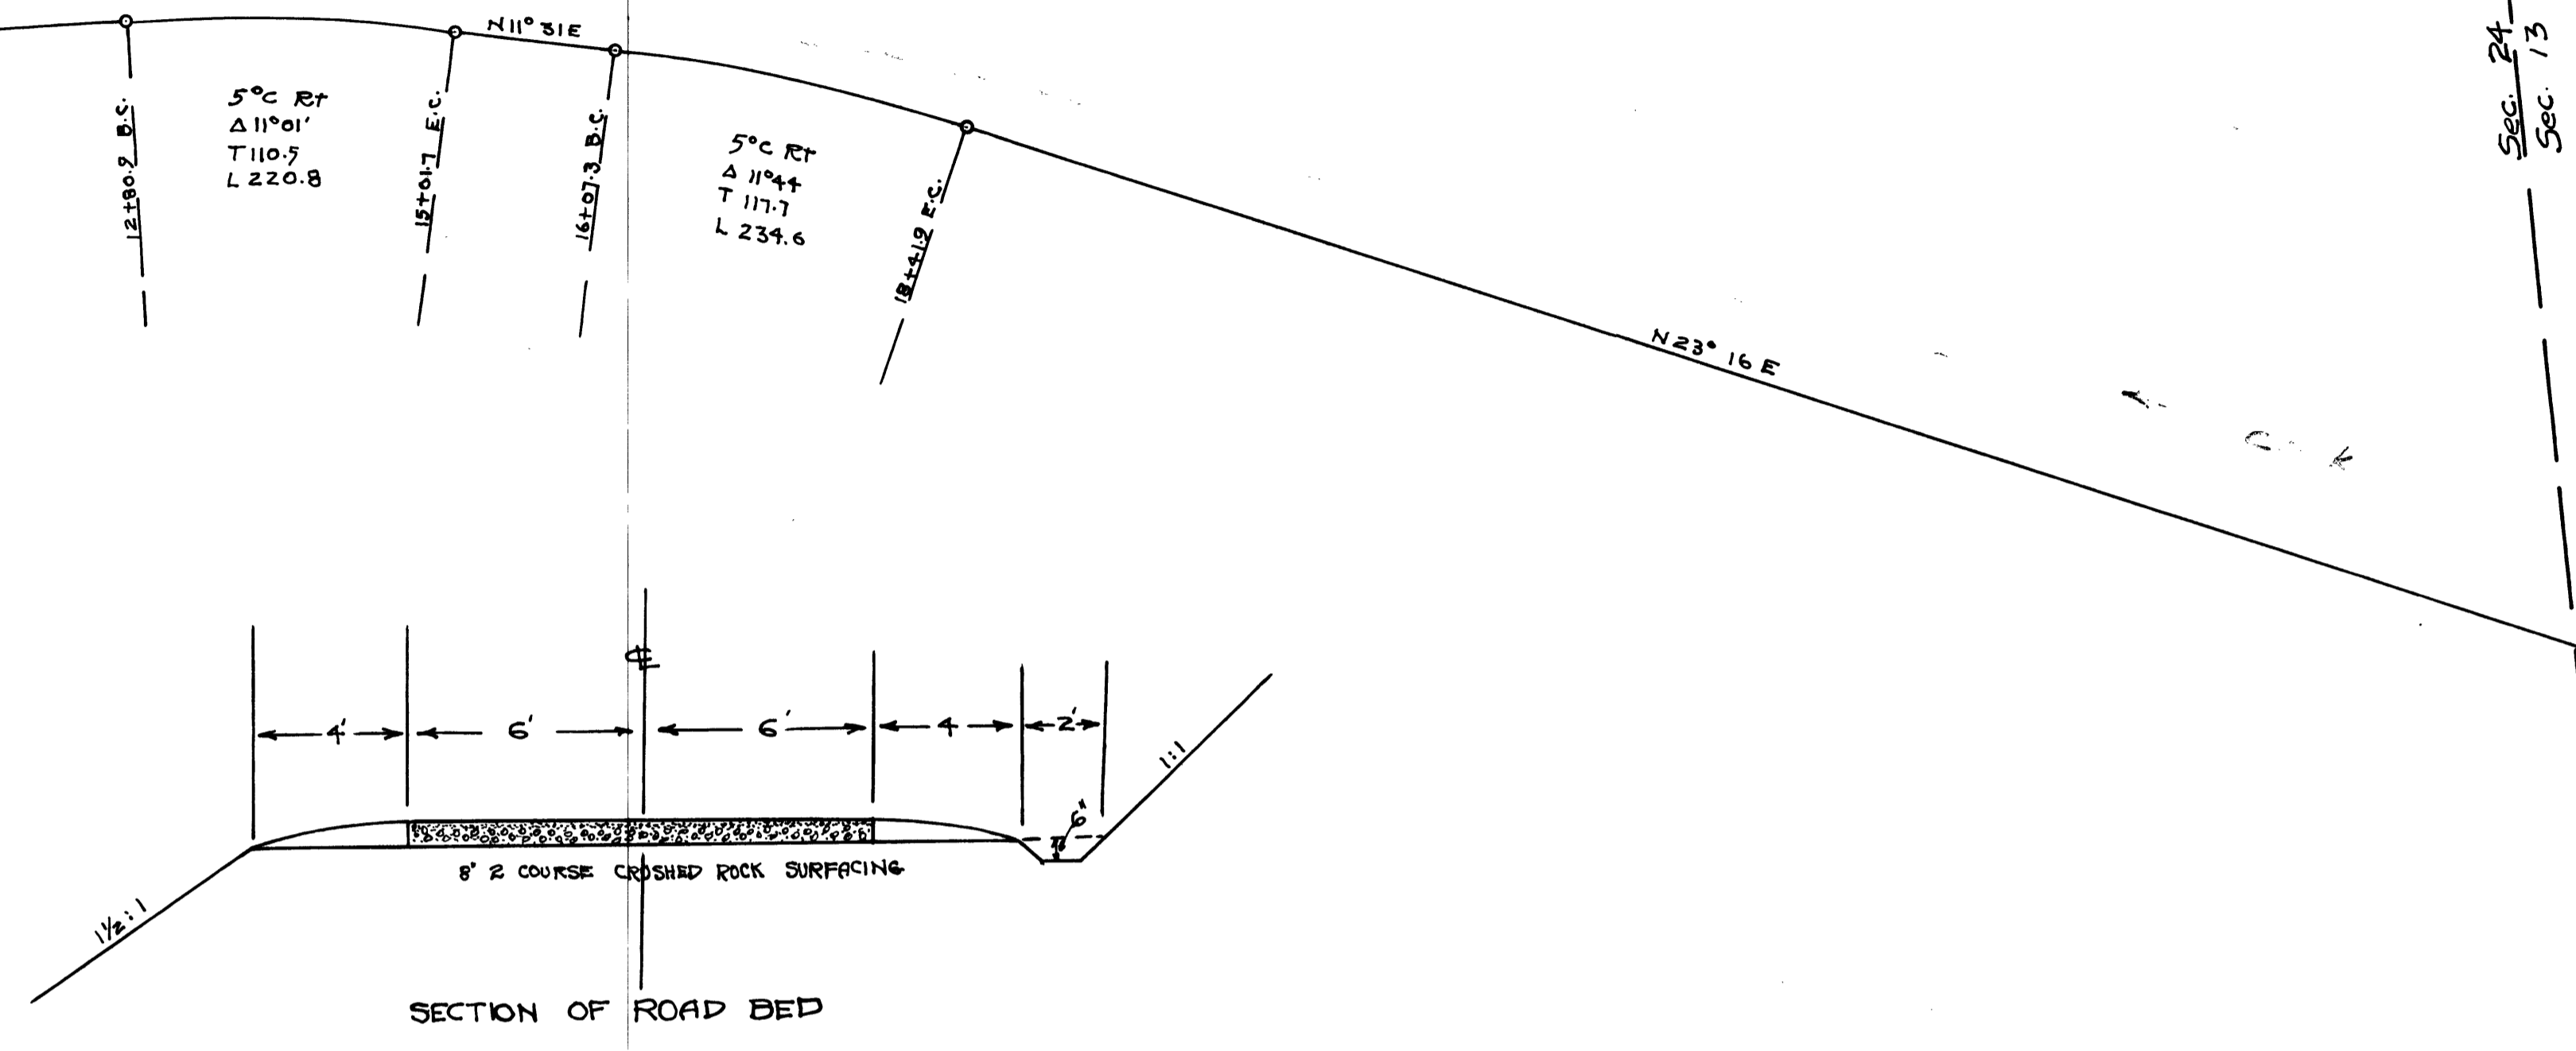 N11° 31E
12+80.9 B.C.
5°C Rt
Δ 11°01'
T 110.5
L 220.8
15+01.7 E.C.
16+07.3 B.C.
5°C Rt
Δ 11°44
T 117.7
L 234.6
18+41.9 E.C.
N 23° 16 E
Sec. 24
Sec. 13
℄
4'
6'
6'
4
2'
6"
1:1
1½:1
8" 2 COURSE CRUSHED ROCK SURFACING
SECTION OF ROAD BED